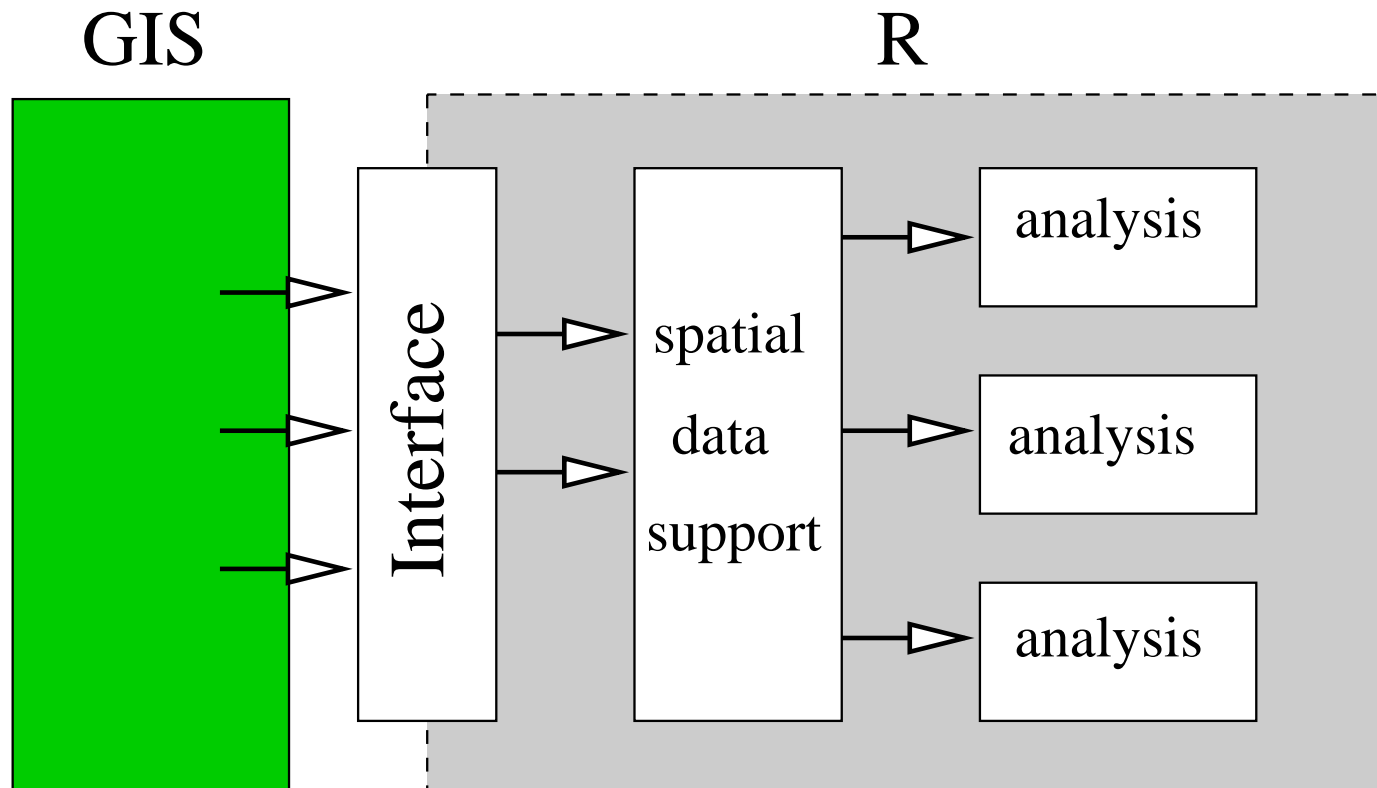 GIS
R
Interface
spatial
data
support
analysis
analysis
analysis